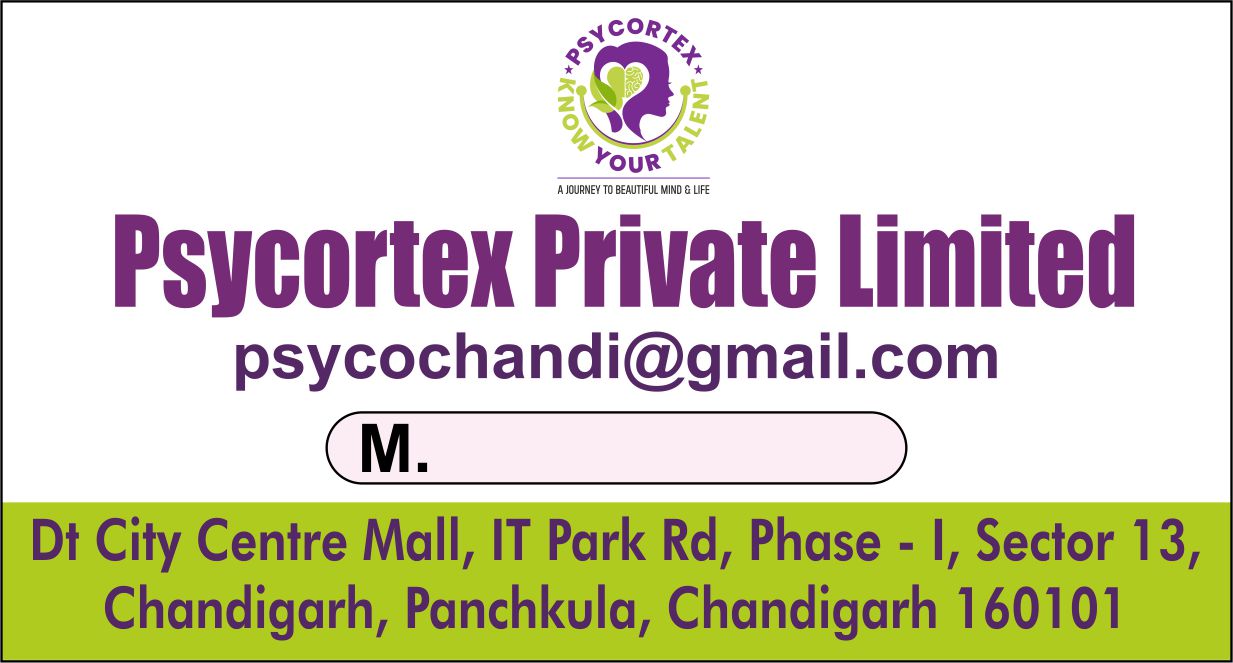 PSYCORTEX
KNOW YOUR TALENT
A JOURNEY TO BEAUTIFUL MIND & LIFE
Psycortex Private Limited
psycochandi@gmail.com
M.
Dt City Centre Mall, IT Park Rd, Phase - I, Sector 13,
Chandigarh, Panchkula, Chandigarh 160101